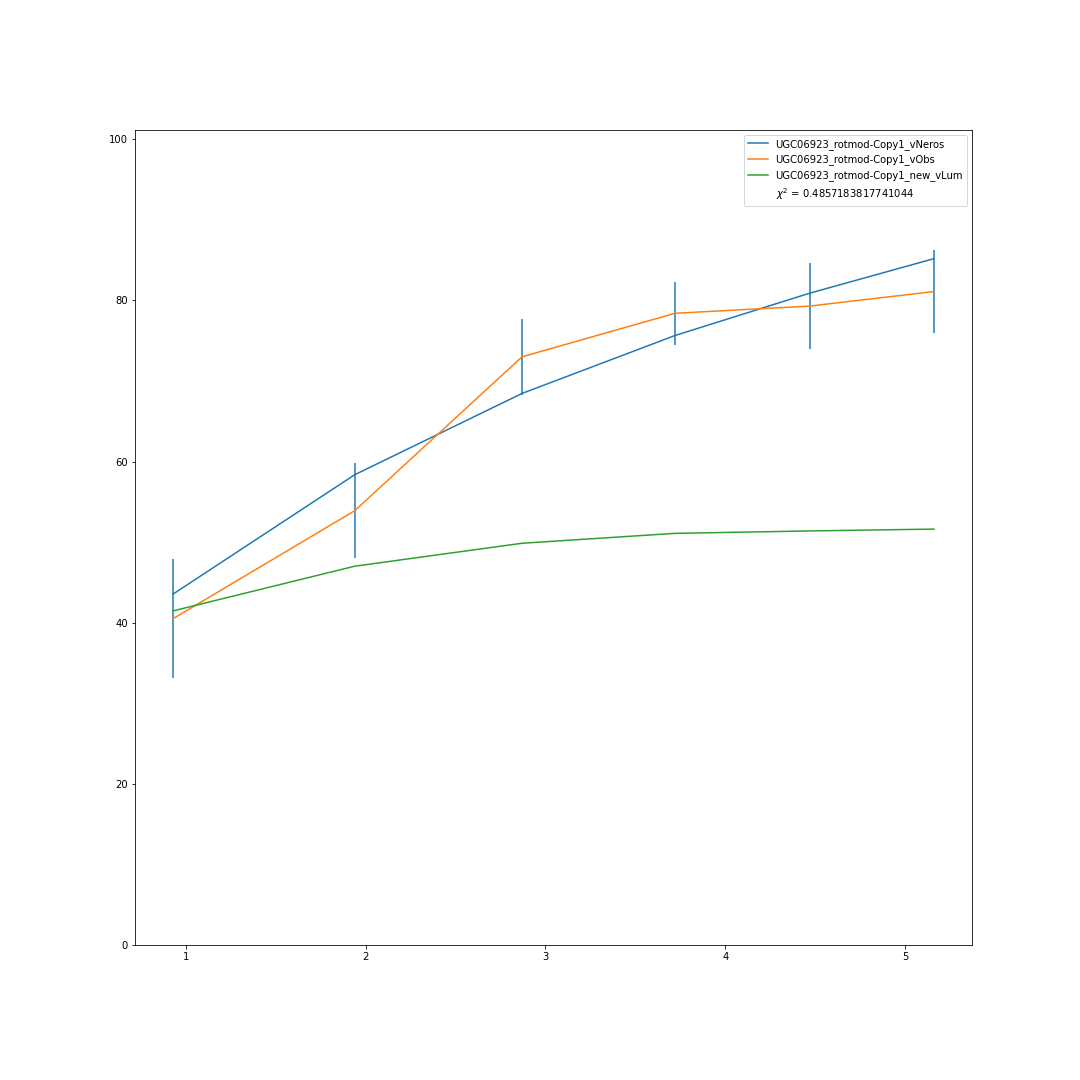 100
80
60
40
20
0
1 2 3 4 5
UGC06923_rotmod-Copy1_vNeros
UGC06923_rotmod-Copy1_vObs
UGC06923_rotmod-Copy1_new_vLum
χ² = 0.4857183817741044